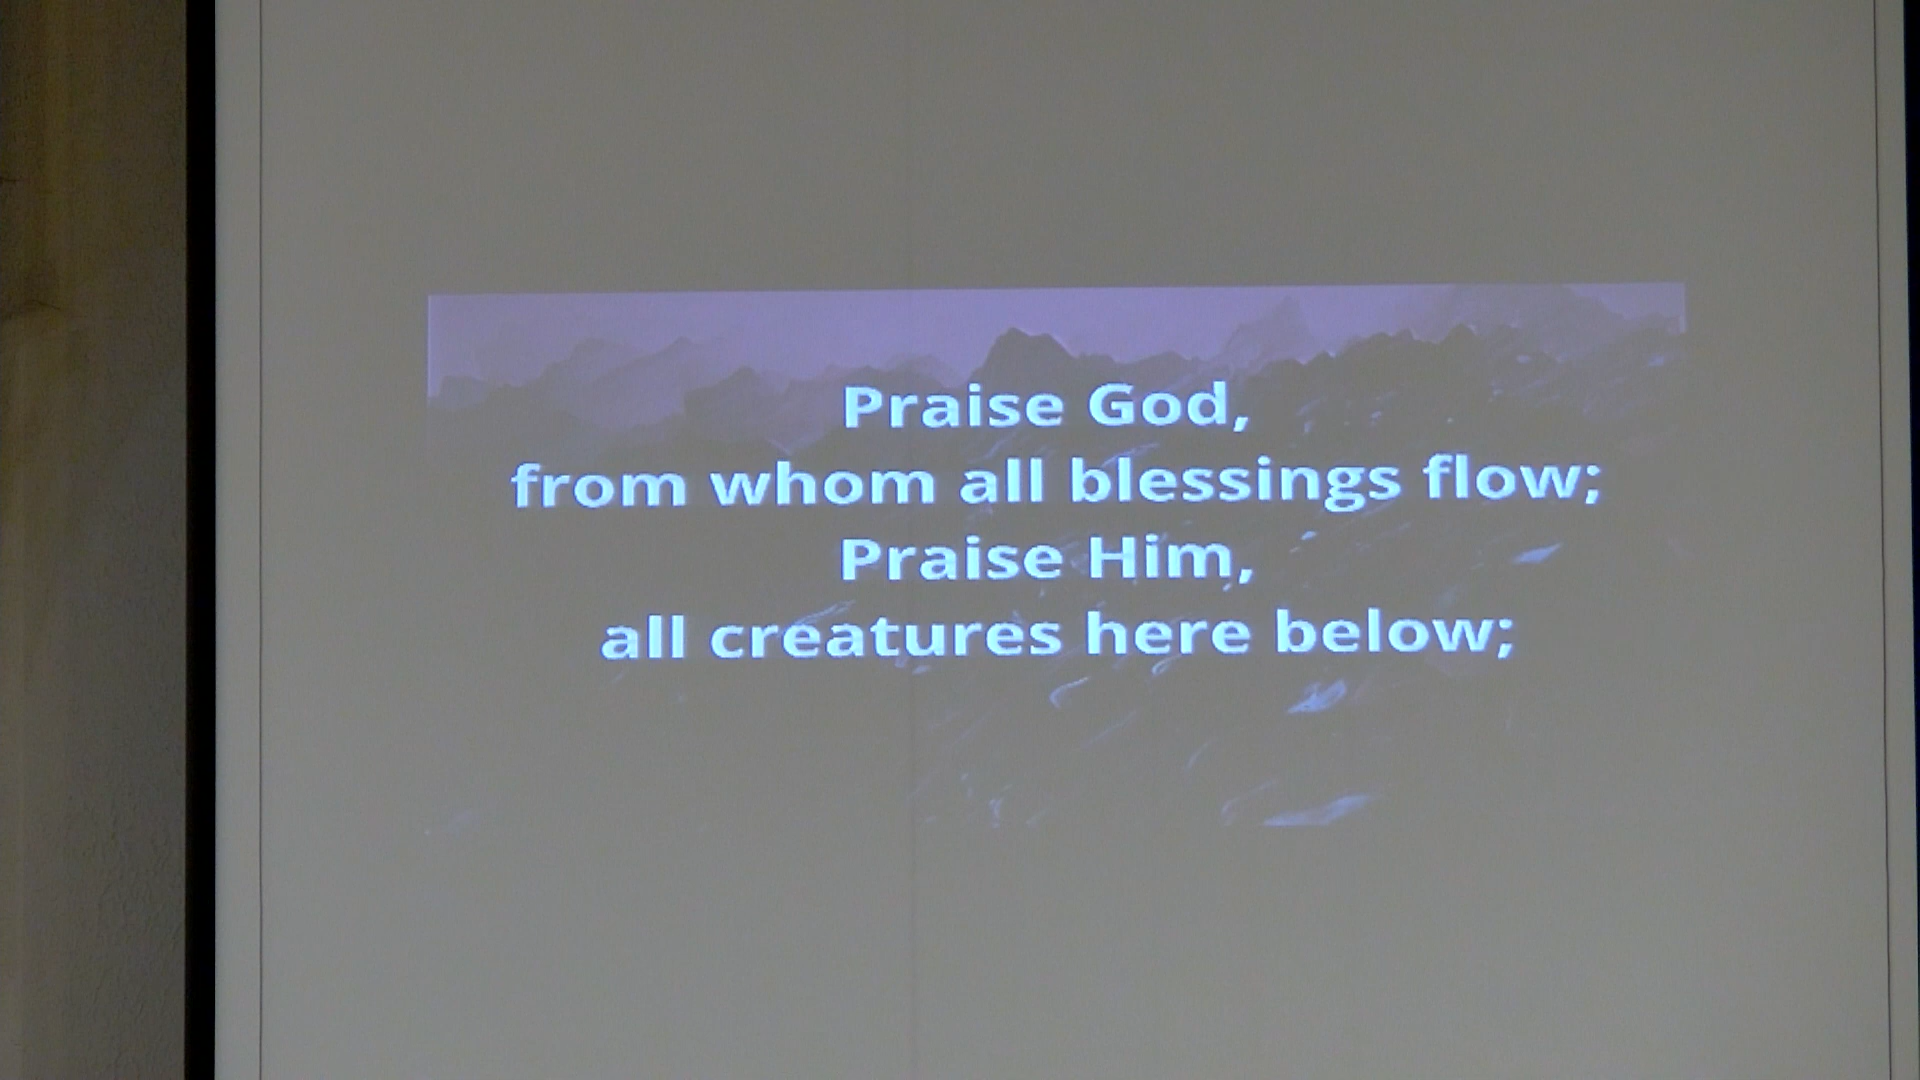 Praise God,
from whom all blessings flow;
Praise Him,
all creatures here below;